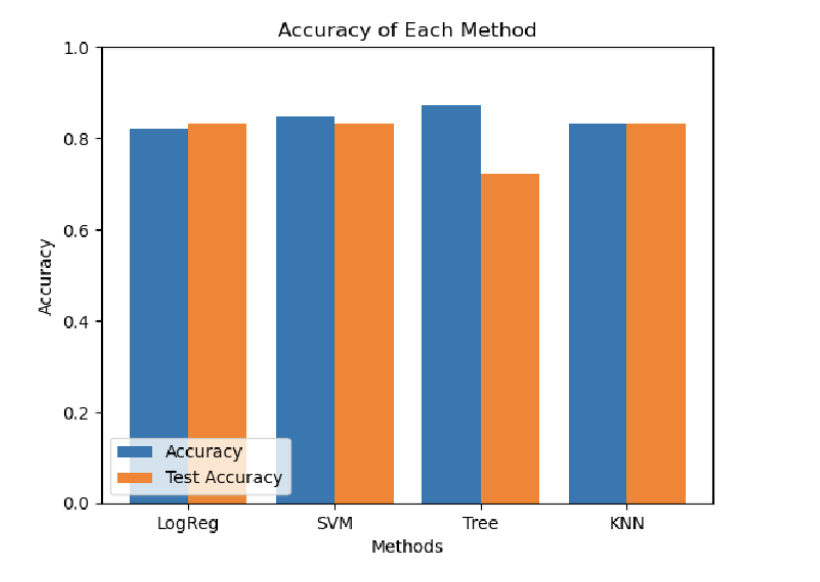 Accuracy of Each Method
1.0
0.8
0.6
0.4
0.2
0.0
Accuracy
Accuracy
Test Accuracy
LogReg SVM Tree KNN
Methods